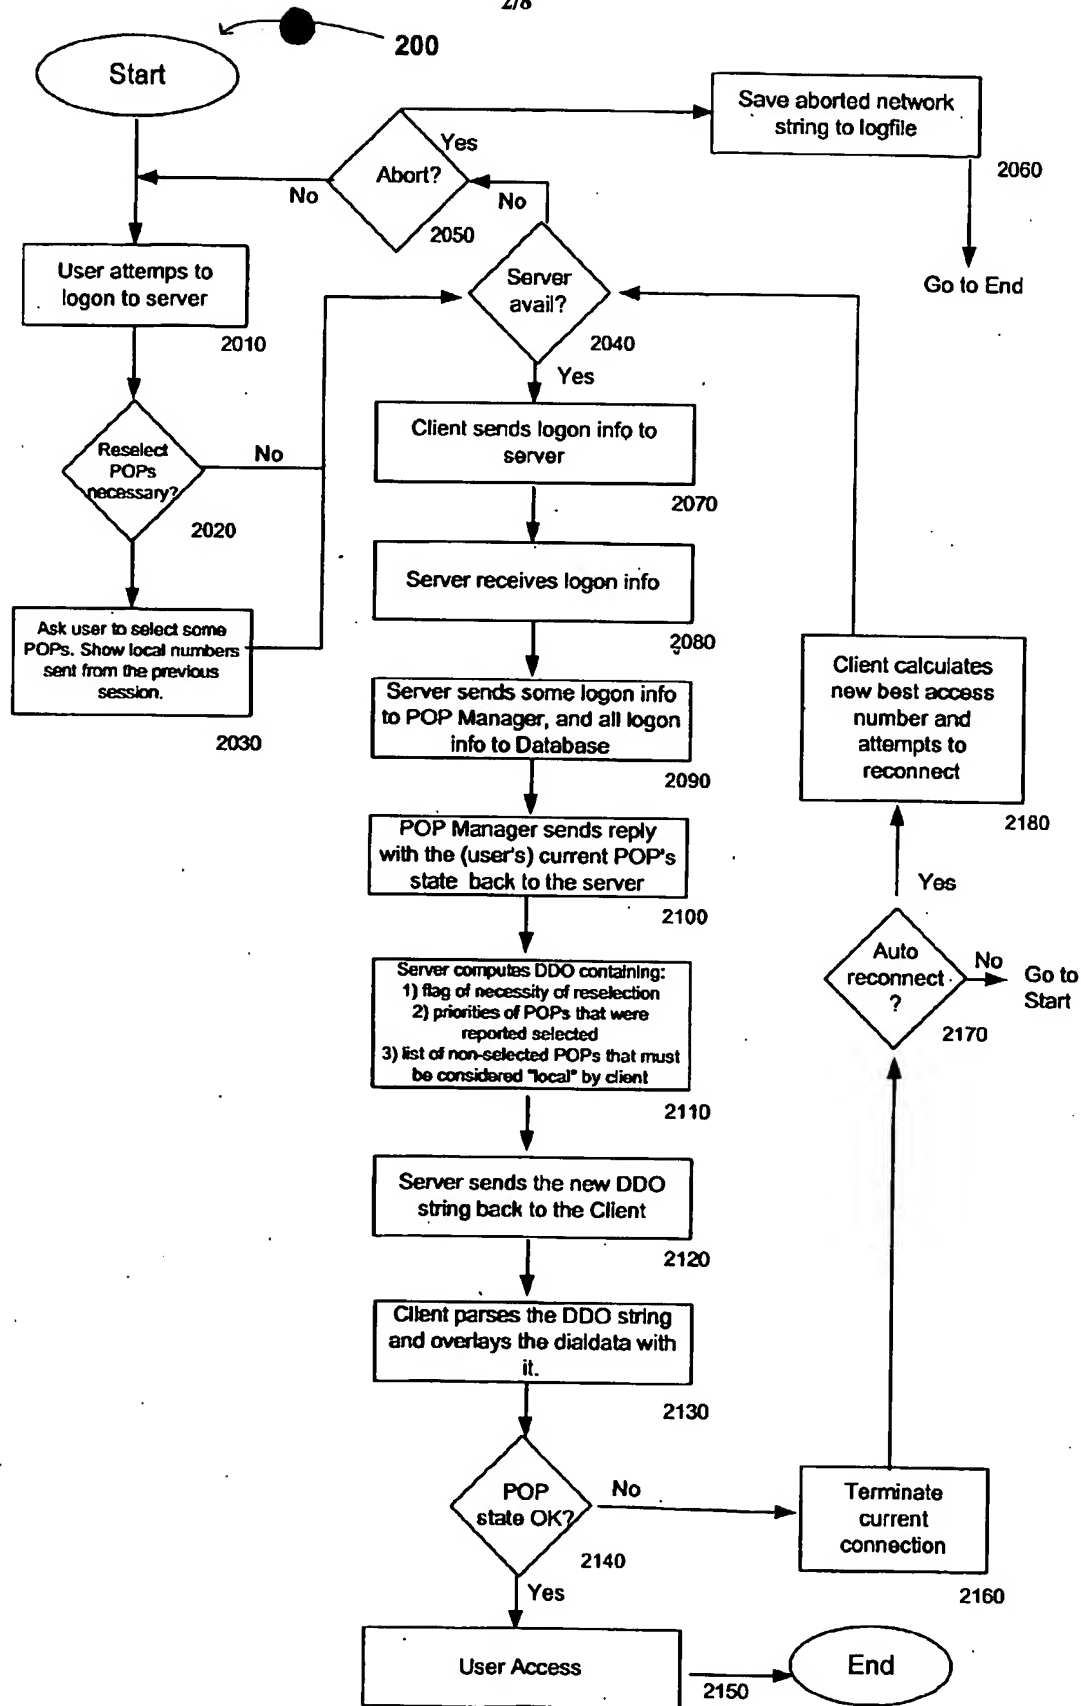 2/8
200
Start
Save aborted network
string to logfile
2060
Go to End
Abort?
Yes
No
2050
No
User attemps to
logon to server
2010
Server
avail?
2040
Yes
Reselect
POPs
necessary?
No
2020
Ask user to select some
POPs. Show local numbers
sent from the previous
session.
2030
Client sends logon info to
server
2070
Server receives logon info
2080
Server sends some logon info
to POP Manager, and all logon
info to Database
2090
POP Manager sends reply
with the (user's) current POP's
state back to the server
2100
Server computes DDO containing:
1) flag of necessity of reselection
2) priorities of POPs that were
reported selected
3) list of non-selected POPs that must
be considered "local" by client
2110
Server sends the new DDO
string back to the Client
2120
Client parses the DDO string
and overlays the dialdata with
it.
2130
POP
state OK?
No
2140
Yes
User Access
2150
End
Terminate
current
connection
2160
Auto
reconnect
?
No
Go to
Start
2170
Yes
Client calculates
new best access
number and
attempts to
reconnect
2180